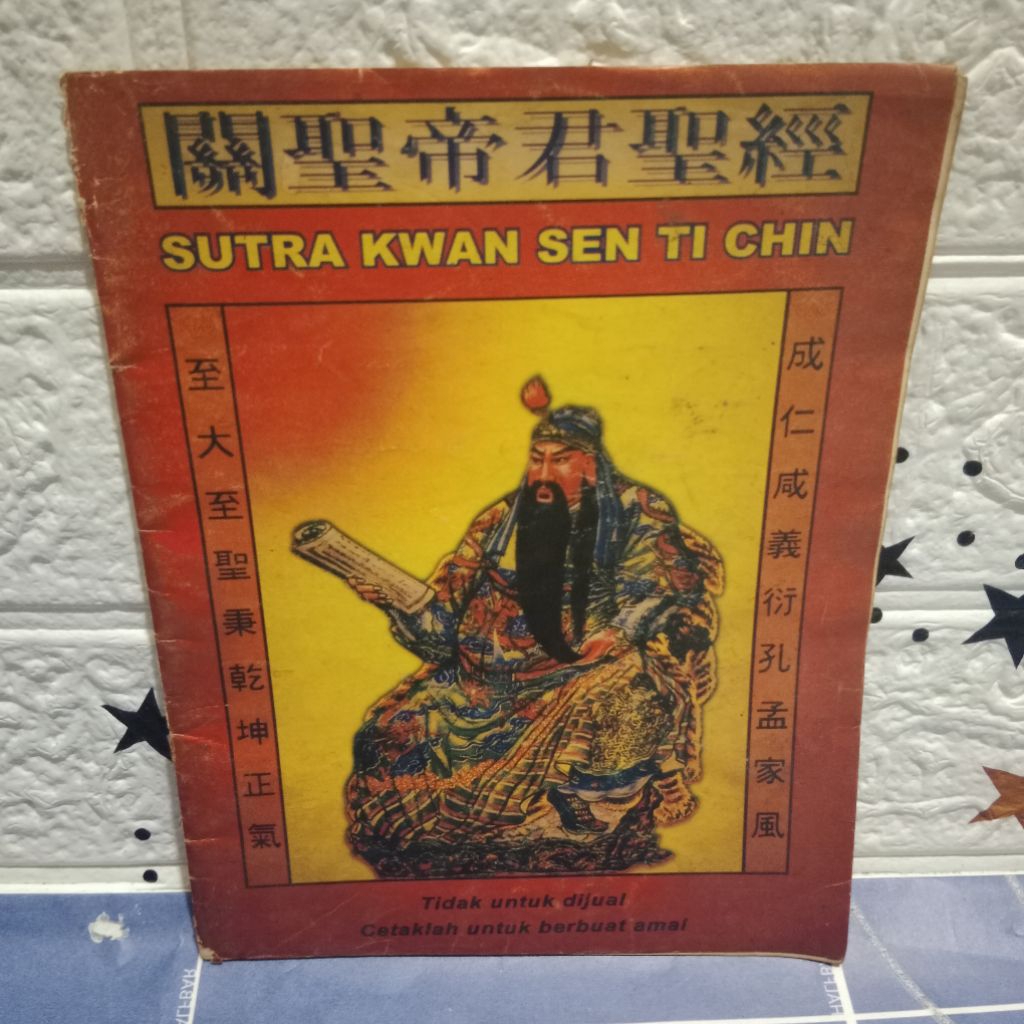 關聖帝君聖經
SUTRA KWAN SEN TI CHIN
成仁咸義衍孔孟家風
至大至聖秉乾坤正氣
Tidak untuk dijual
Cetaklah untuk berbuat amal